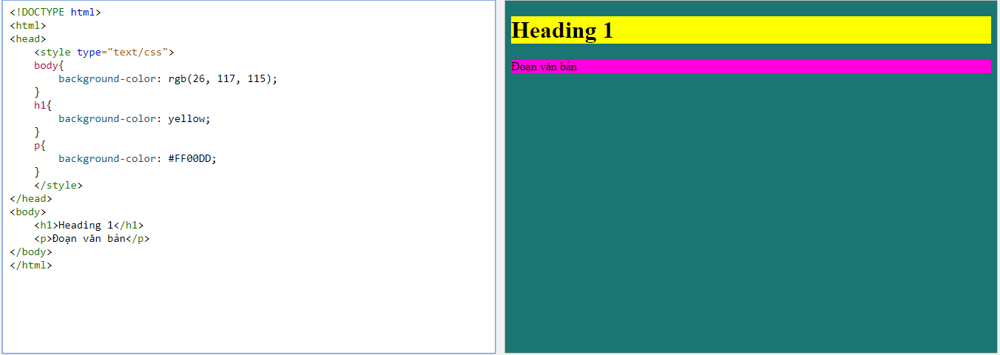 <!DOCTYPE html>
<html>
<head>
    <style type="text/css">
    body{
        background-color: rgb(26, 117, 115);
    }
    h1{
        background-color: yellow;
    }
    p{
        background-color: #FF00DD;
    }
    </style>
</head>
<body>
    <h1>Heading 1</h1>
    <p>Đoạn văn bản</p>
</body>
</html>
Heading 1
Đoạn văn bản